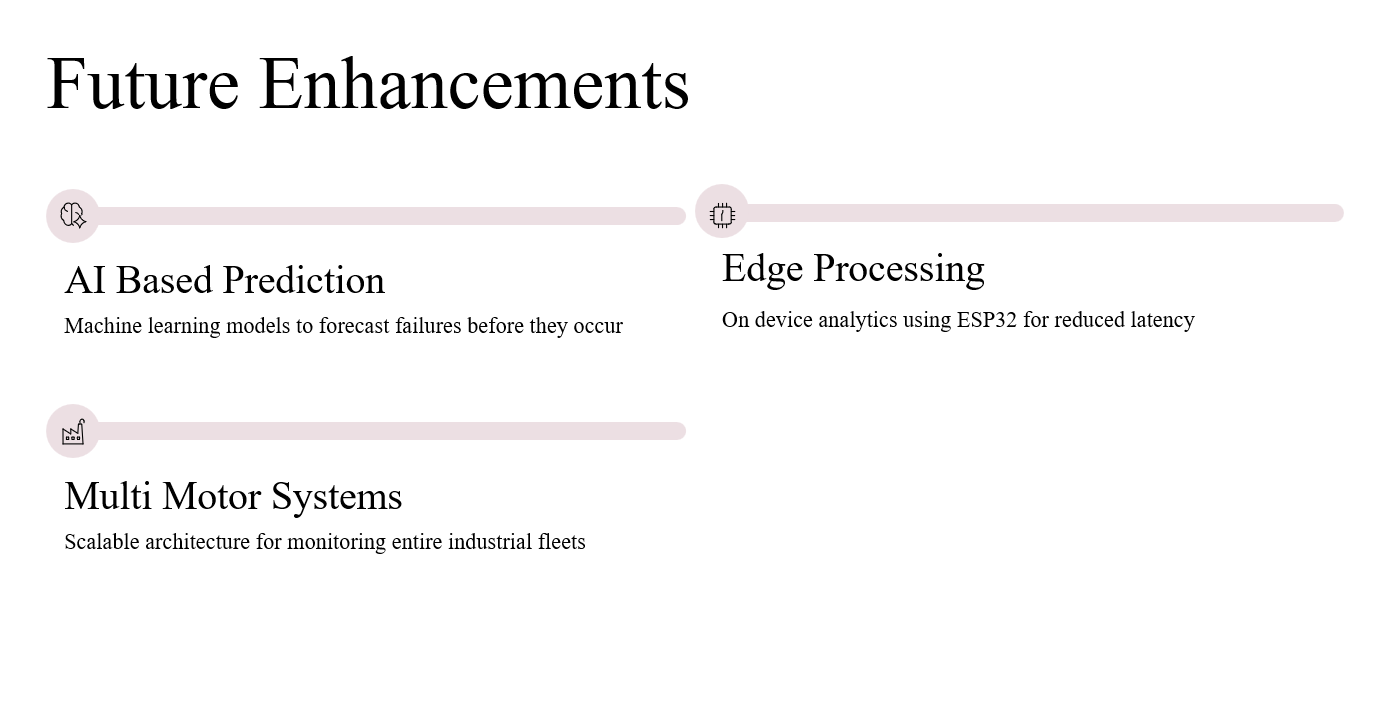 Future Enhancements
AI Based Prediction
Machine learning models to forecast failures before they occur
Edge Processing
On device analytics using ESP32 for reduced latency
Multi Motor Systems
Scalable architecture for monitoring entire industrial fleets